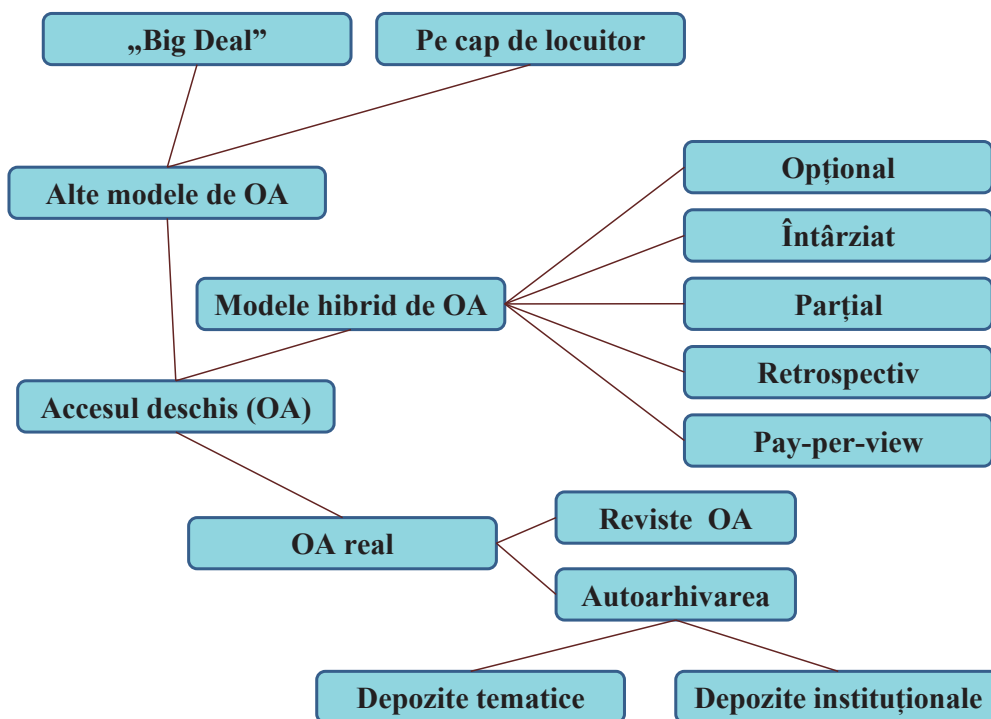 „Big Deal”
Pe cap de locuitor
Alte modele de OA
Opțional
Întârziat
Modele hibrid de OA
Parțial
Retrospectiv
Accesul deschis (OA)
Pay-per-view
Reviste OA
OA real
Autoarhivarea
Depozite tematice
Depozite instituționale